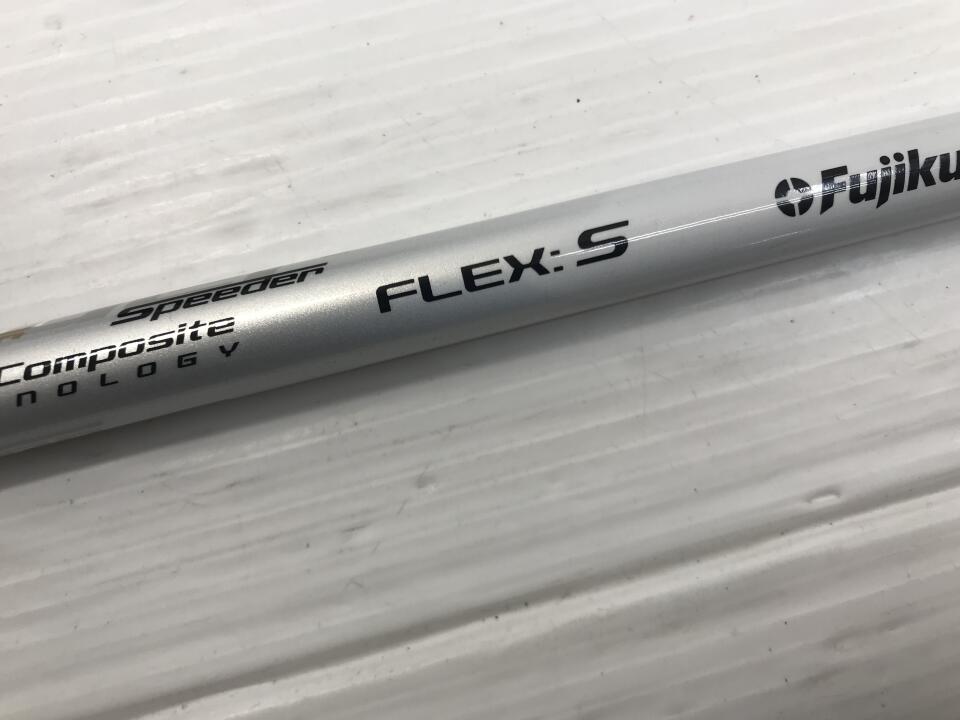 Speeder
Composite
NOLOGY
FLEX: S
Fujiku